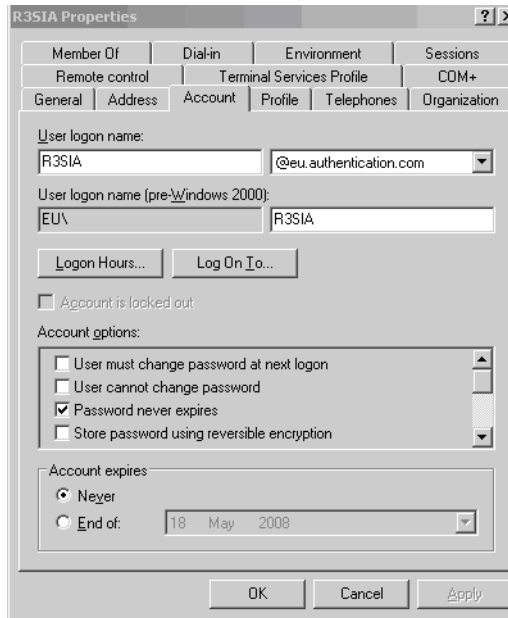 R3SIA Properties ? X
Member Of Dial-in Environment Sessions
Remote control Terminal Services Profile COM+
General Address Account Profile Telephones Organization
User logon name:
R3SIA @eu.authentication.com
User logon name (pre-Windows 2000):
EU\ R3SIA
Logon Hours... Log On To...
Account is locked out
Account options:
User must change password at next logon
User cannot change password
Password never expires
Store password using reversible encryption
Account expires
Never
End of: 18 May 2008
OK Cancel Apply